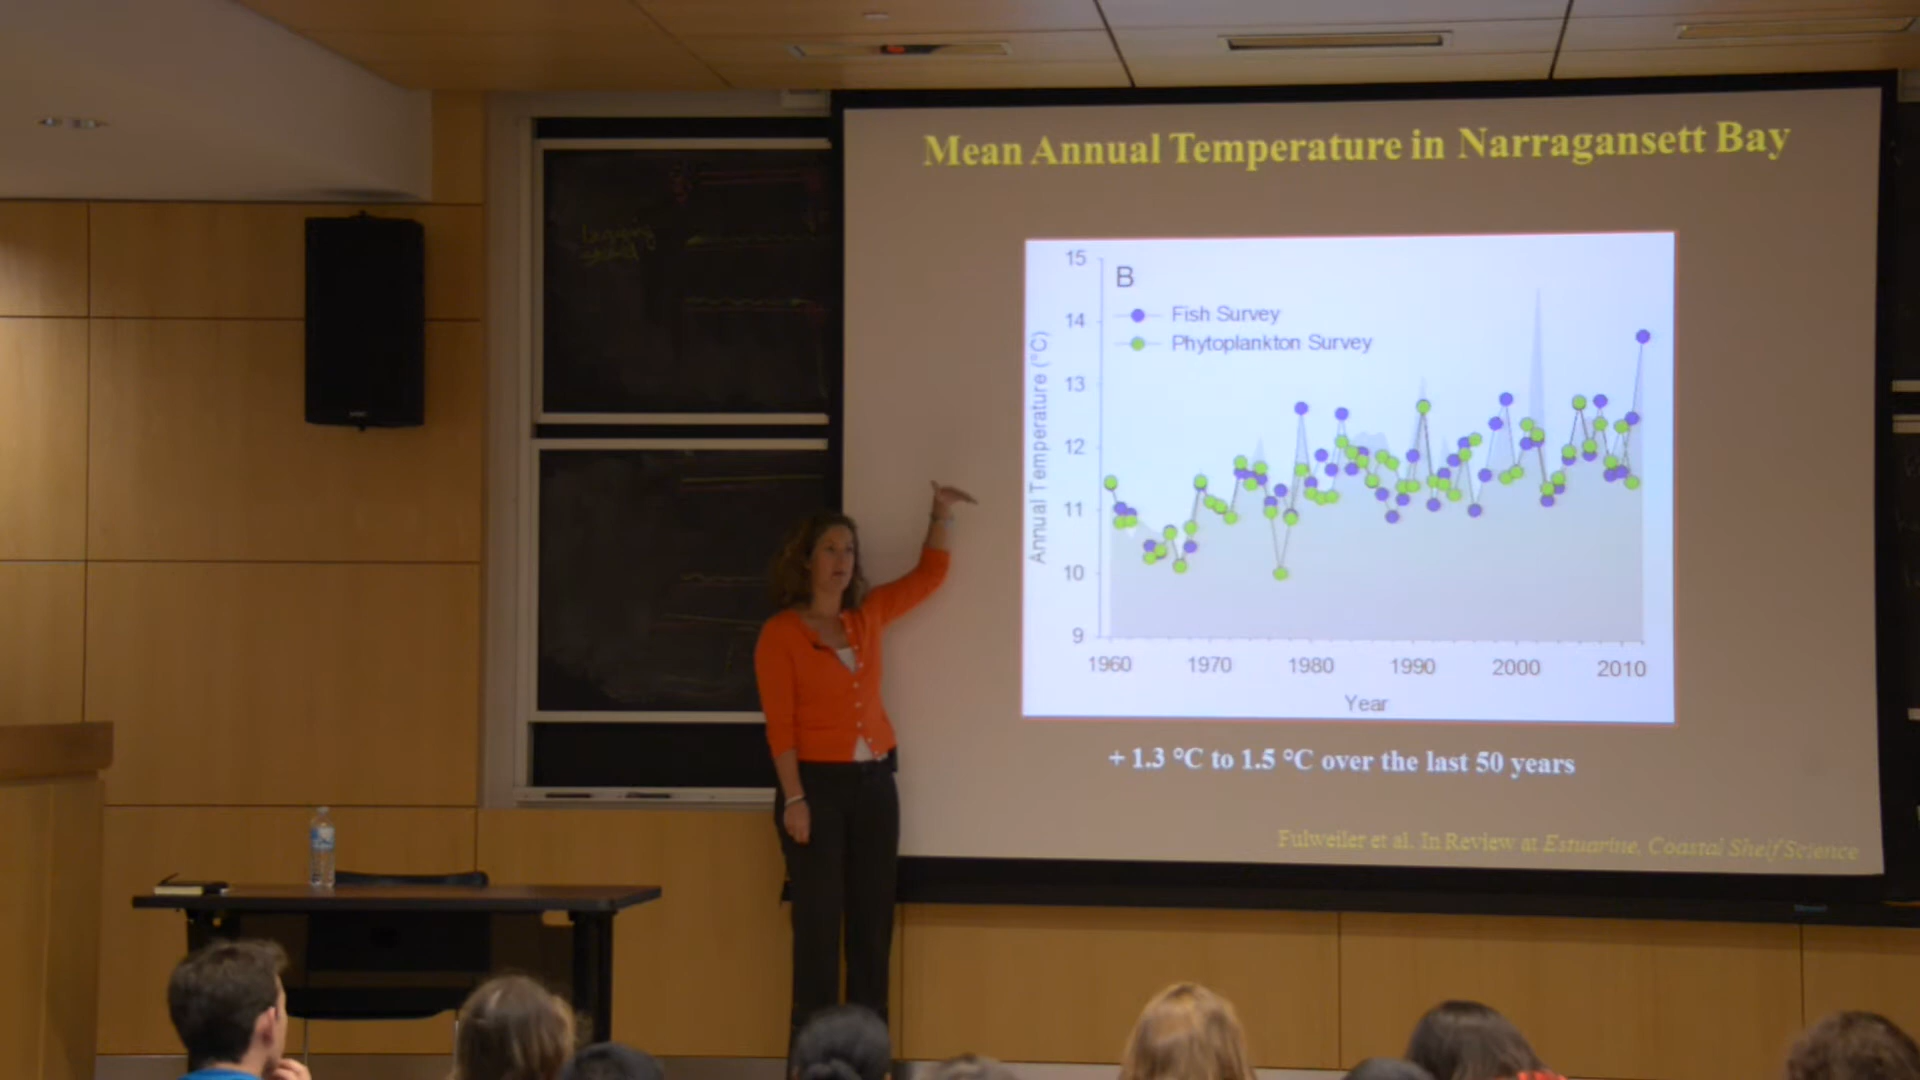 Mean Annual Temperature in Narragansett Bay
B
Fish Survey
Phytoplankton Survey
Annual Temperature (°C)
15
14
13
12
11
10
9
1960 1970 1980 1990 2000 2010
Year
+ 1.3 °C to 1.5 °C over the last 50 years
Fulweiler et al. In Review at Estuarine, Coastal Shelf Science